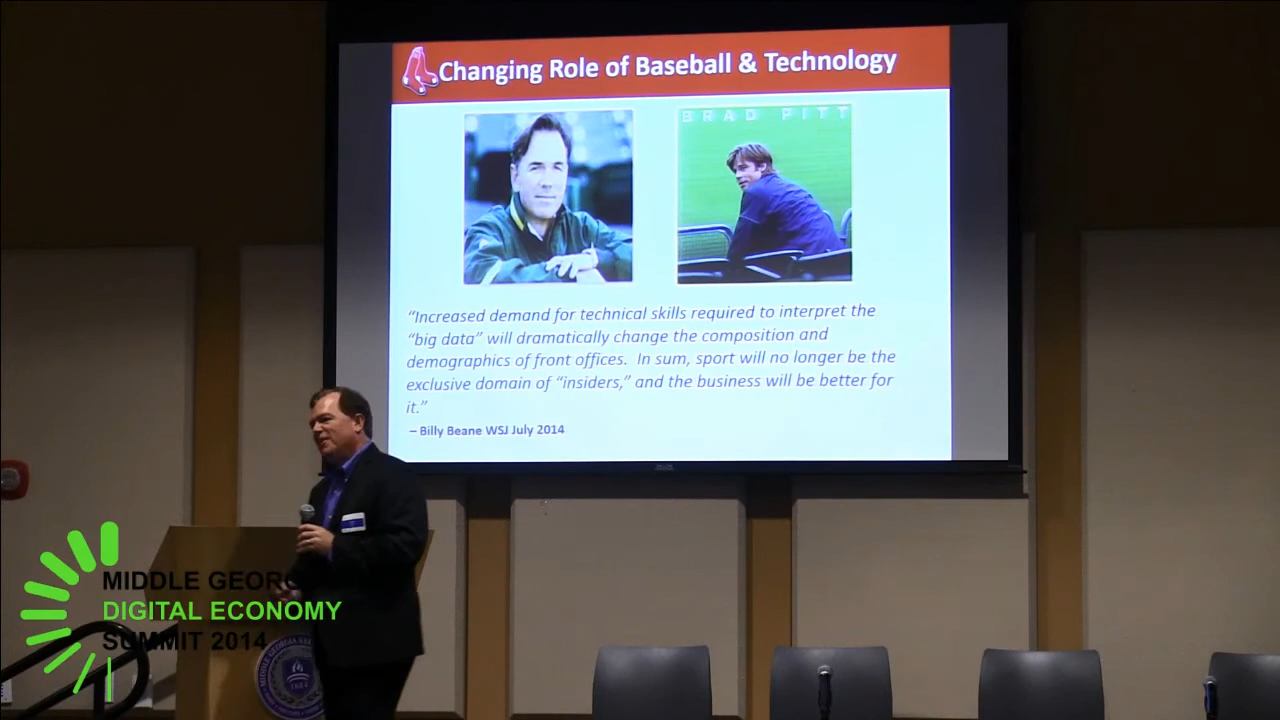 Changing Role of Baseball & Technology
BRAD PITT
“Increased demand for technical skills required to interpret the
“big data” will dramatically change the composition and
demographics of front offices.  In sum, sport will no longer be the
exclusive domain of “insiders,” and the business will be better for
it.”
– Billy Beane WSJ July 2014
MIDDLE GEORG
DIGITAL ECONOMY
SUMMIT 2014
MIDDLE GEORGIA